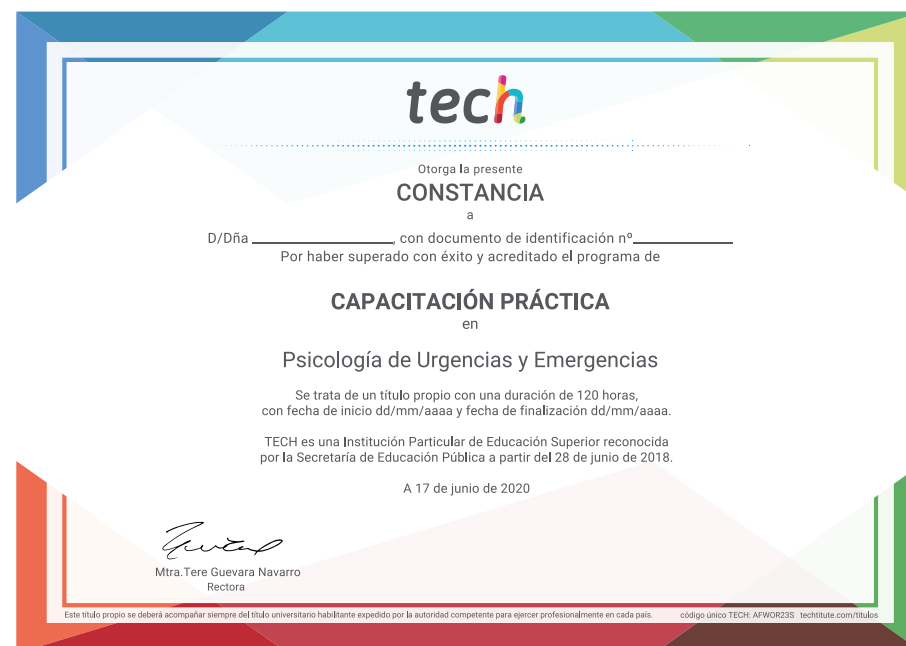 tech
Otorga la presente
CONSTANCIA
a
D/Dña ____________________, con documento de identificación nº______________
Por haber superado con éxito y acreditado el programa de
CAPACITACIÓN PRÁCTICA
en
Psicología de Urgencias y Emergencias
Se trata de un título propio con una duración de 120 horas,
con fecha de inicio dd/mm/aaaa y fecha de finalización dd/mm/aaaa.
TECH es una Institución Particular de Educación Superior reconocida
por la Secretaría de Educación Pública a partir del 28 de junio de 2018.
A 17 de junio de 2020
Mtra.Tere Guevara Navarro
Rectora
Este título propio se deberá acompañar siempre del título universitario habilitante expedido por la autoridad competente para ejercer profesionalmente en cada país. código único TECH: AFWOR23S techtitute.com/titulos